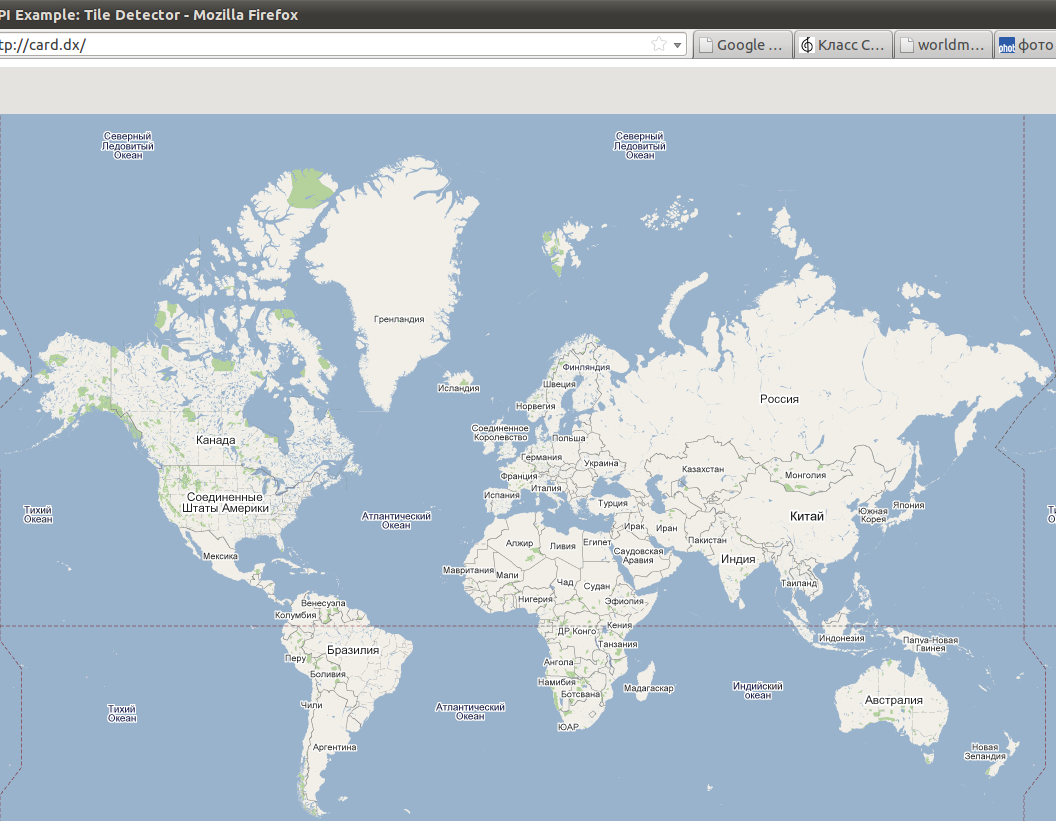 PI Example: Tile Detector - Mozilla Firefox
tp://card.dx/
Google ...
Класс С...
worldm...
phot
фото
Северный
Ледовитый
Океан
Северный
Ледовитый
Океан
Гренландия
Исландия
Финляндия
Швеция
Норвегия
Россия
Соединенное
Королевство
Польша
Канада
Германия
Украина
Франция
Казахстан
Монголия
Италия
Испания
Соединенные
Штаты Америки
Турция
Китай
Южная
Корея
Япония
Тихий
Океан
Ти
О
Атлантический
Океан
Ирак
Иран
Пакистан
Алжир
Ливия
Египет
Саудовская
Аравия
Индия
Мексика
Мавритания
Мали
Чад
Судан
Таиланд
Нигерия
Эфиопия
Венесуэла
Колумбия
Кения
ДР Конго
Танзания
Индонезия
Папуа-Новая
Гвинея
Перу
Бразилия
Боливия
Ангола
Намибия
Ботсвана
Мадагаскар
Индийский
океан
Австралия
Чили
Тихий
Океан
Атлантический
Океан
ЮАР
Аргентина
Новая
Зеландия